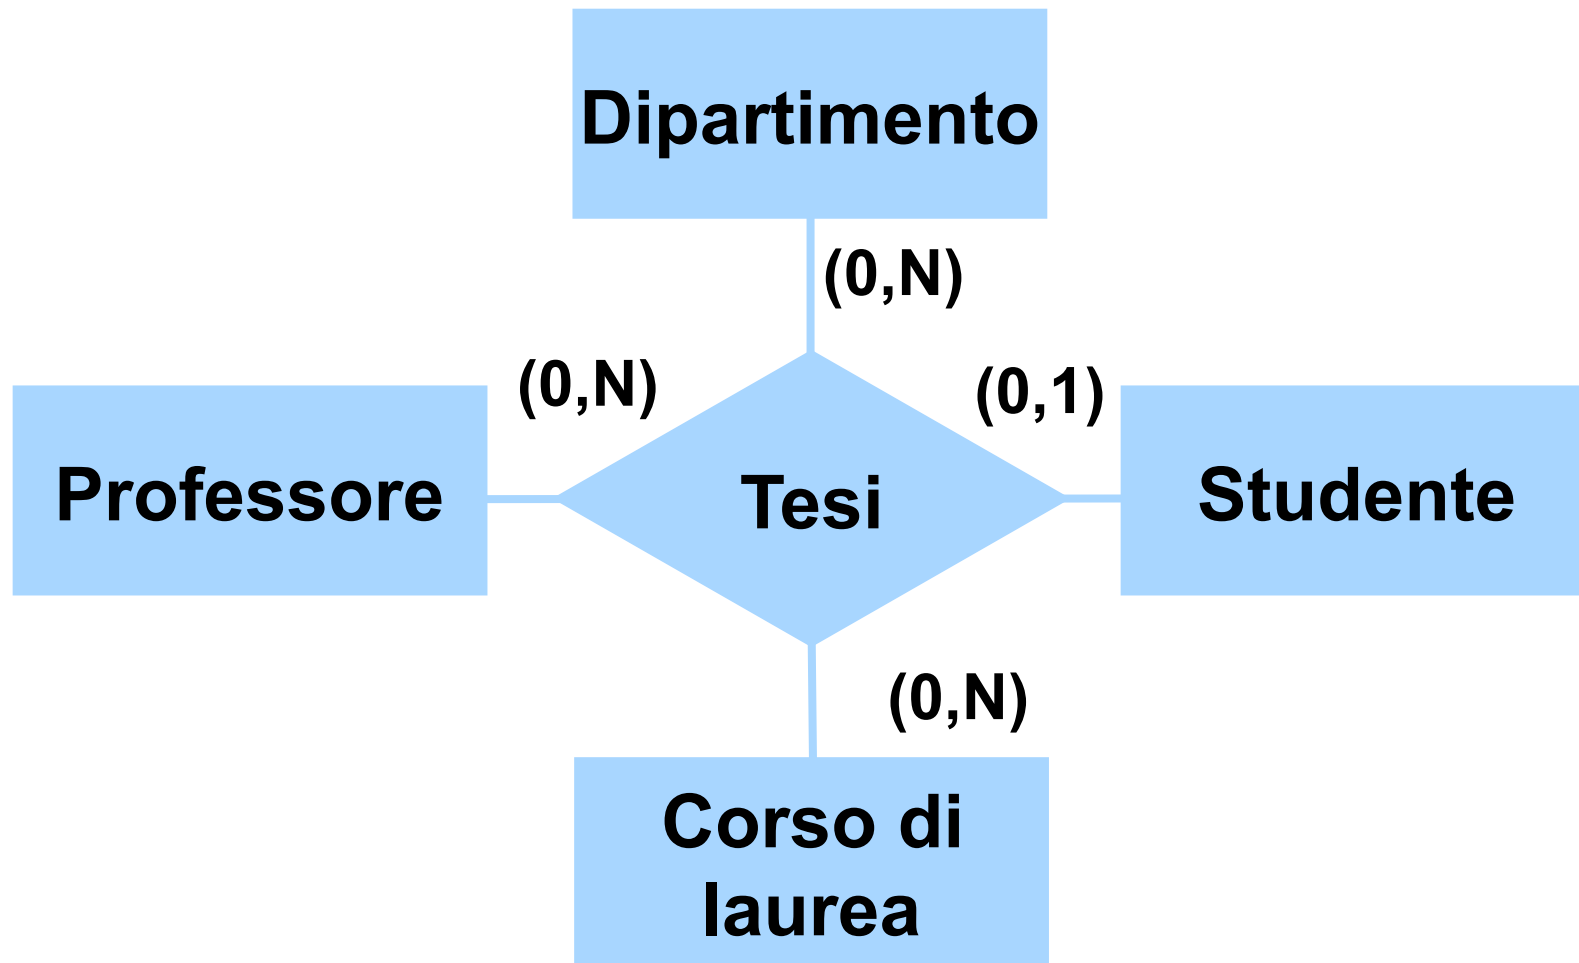 Dipartimento
(0,N)
(0,N)
(0,1)
Professore
Tesi
Studente
(0,N)
Corso di
laurea